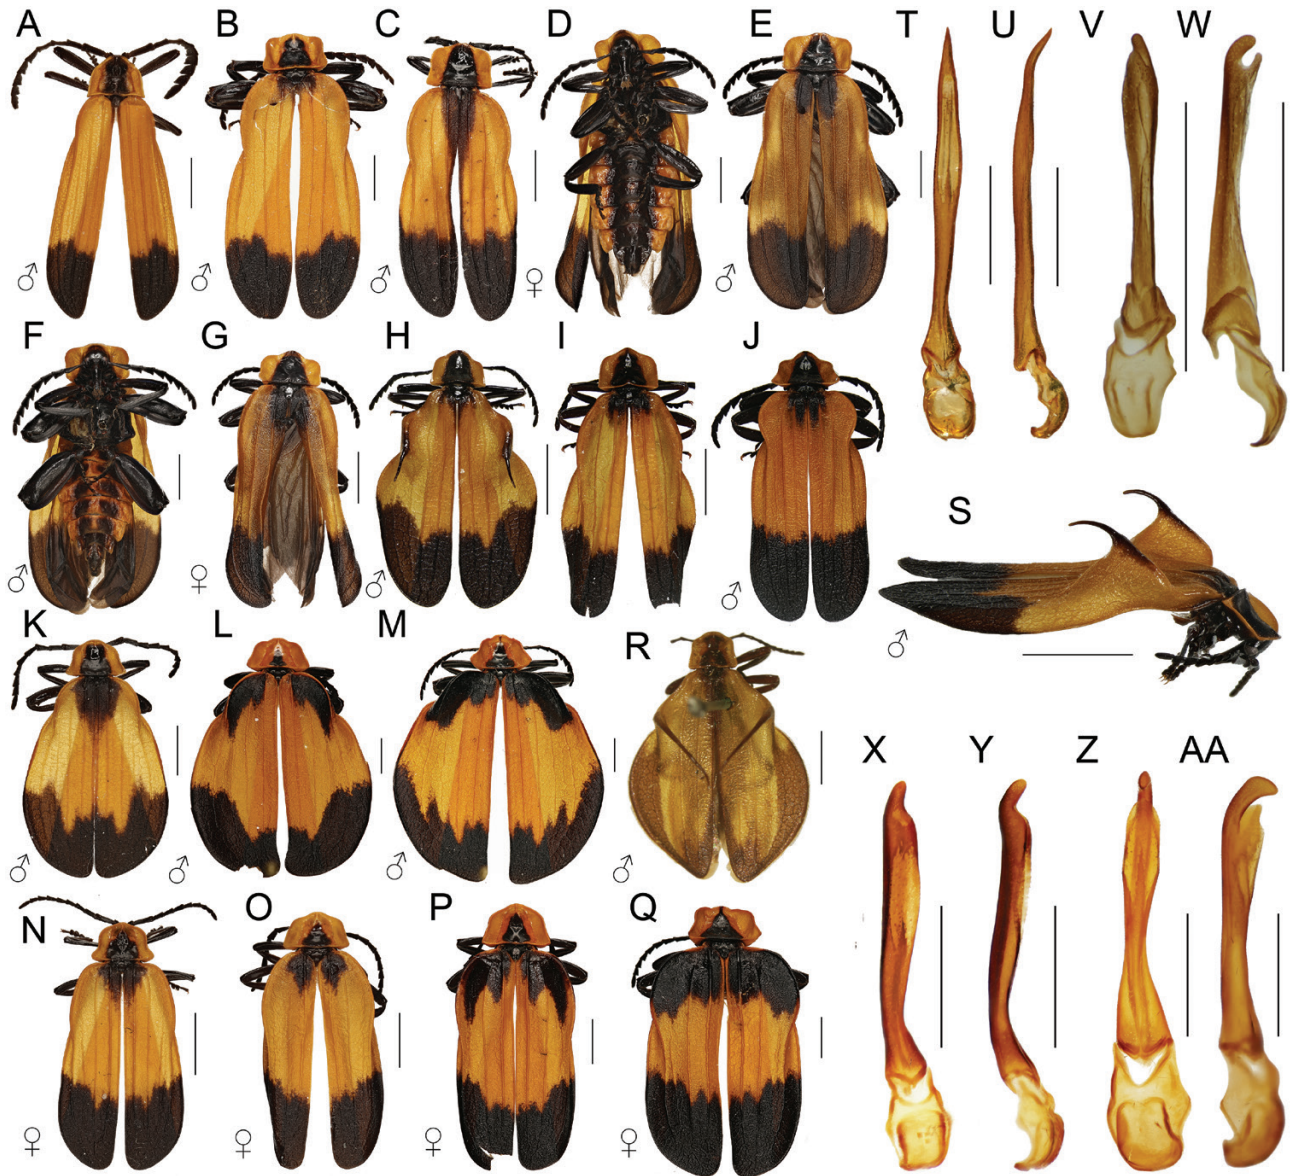 A B C D E T U V W
♂ ♂ ♂ ♀ ♂
F G H I J
S
♂ ♀ ♂ ♂ ♂
K L M R
♂ ♂ ♂ ♂
X Y Z AA
N O P Q
♀ ♀ ♀ ♀